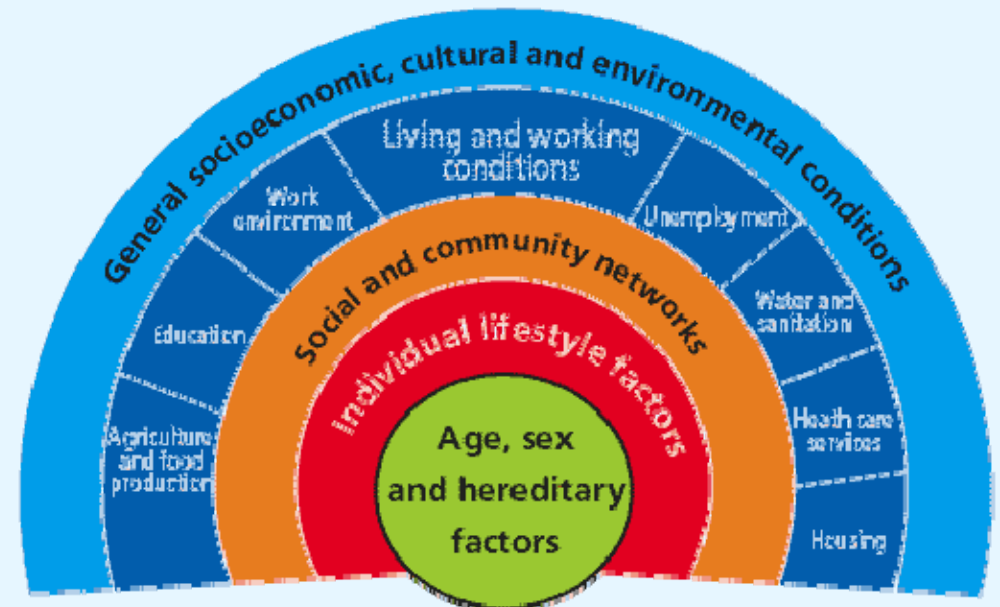 General socioeconomic, cultural and environmental conditions
Living and working
conditions
Work
environment
Unemployment
Education
Water and
sanitation
Agriculture
and food
production
Health care
services
Housing
Social and community networks
Individual lifestyle factors
Age, sex
and hereditary
factors